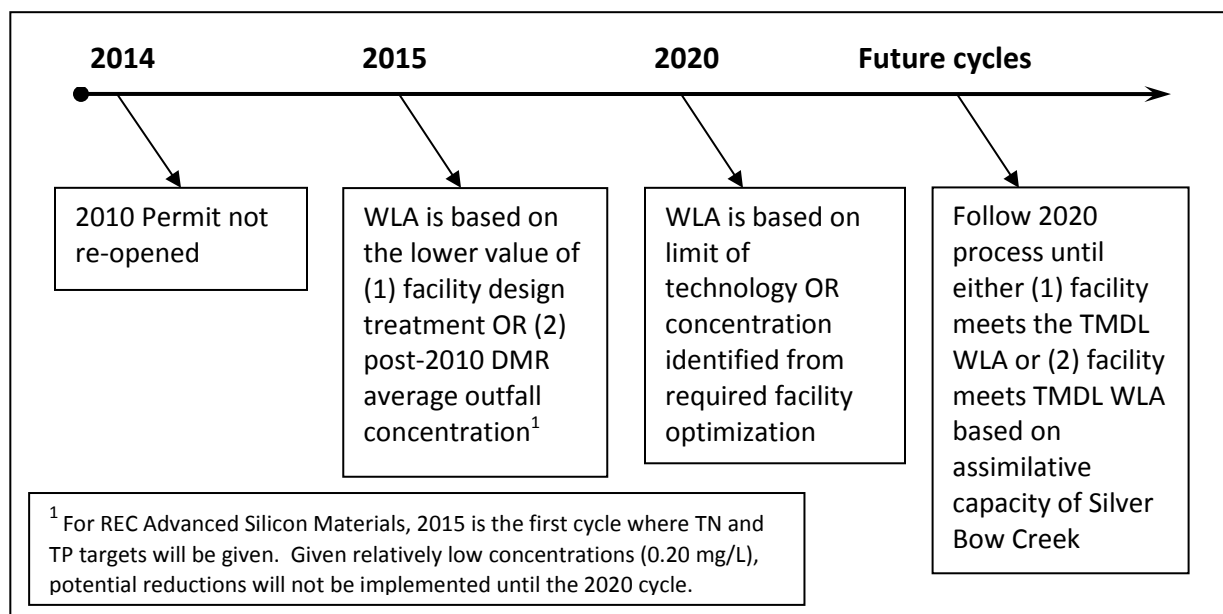 2014
2015
2020
Future cycles
2010 Permit not
re-opened
WLA is based on
the lower value of
(1) facility design
treatment OR (2)
post-2010 DMR
average outfall
concentration¹
WLA is based on
limit of
technology OR
concentration
identified from
required facility
optimization
Follow 2020
process until
either (1) facility
meets the TMDL
WLA or (2) facility
meets TMDL WLA
based on
assimilative
capacity of Silver
Bow Creek
¹ For REC Advanced Silicon Materials, 2015 is the first cycle where TN and
TP targets will be given. Given relatively low concentrations (0.20 mg/L),
potential reductions will not be implemented until the 2020 cycle.